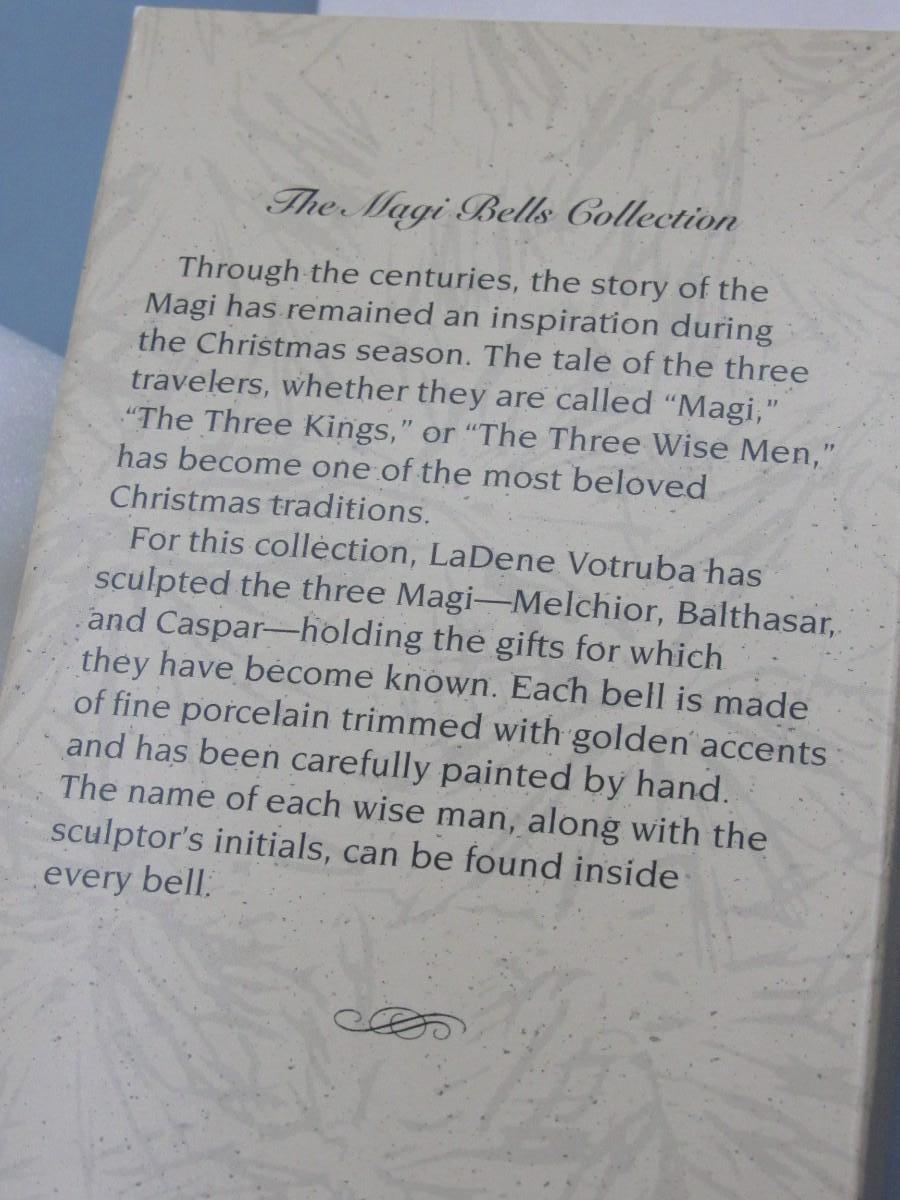 The Magi Bells Collection
Through the centuries, the story of the
Magi has remained an inspiration during
the Christmas season. The tale of the three
travelers, whether they are called “Magi,”
“The Three Kings,” or “The Three Wise Men,”
has become one of the most beloved
Christmas traditions.
For this collection, LaDene Votruba has
sculpted the three Magi—Melchior, Balthasar,
and Caspar—holding the gifts for which
they have become known. Each bell is made
of fine porcelain trimmed with golden accents
and has been carefully painted by hand.
The name of each wise man, along with the
sculptor’s initials, can be found inside
every bell.